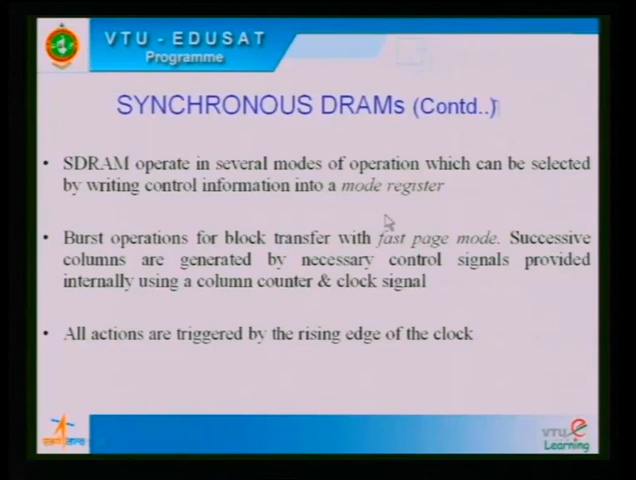 VTU - EDUSAT
Programme
SYNCHRONOUS DRAMs (Contd..)
• SDRAM operate in several modes of operation which can be selected
by writing control information into a mode register
• Burst operations for block transfer with fast page mode. Successive
columns are generated by necessary control signals provided
internally using a column counter & clock signal
• All actions are triggered by the rising edge of the clock
VTU e
Learning